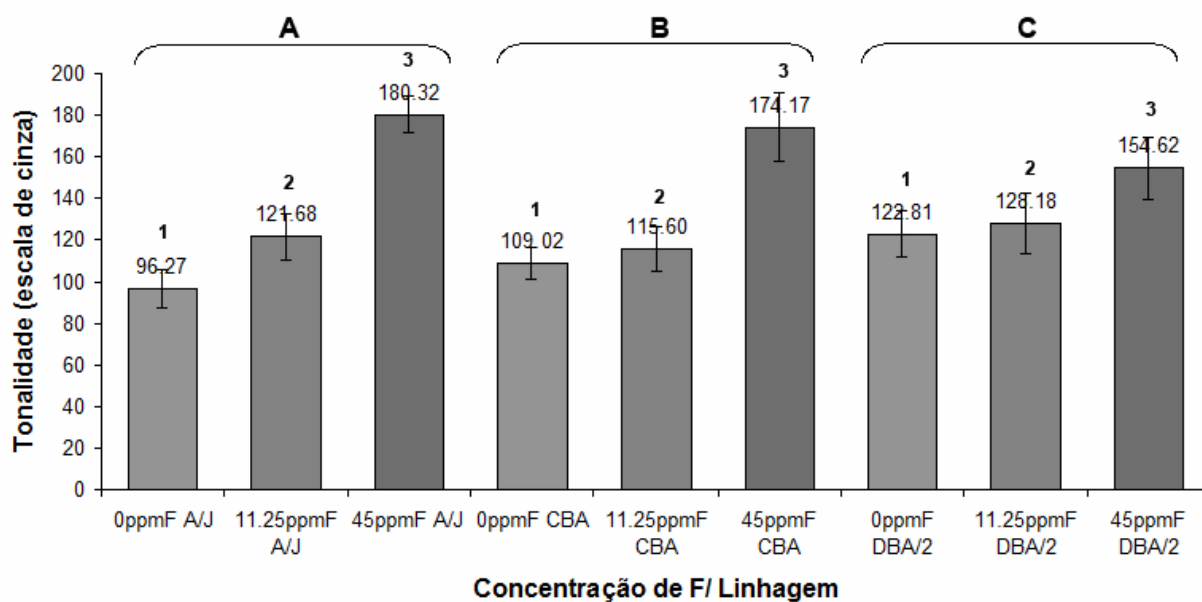 A B C
Tonalidade (escala de cinza)
200
180
160
140
120
100
80
60
40
20
0
1
96.27
2
121.68
3
180.32
1
109.02
2
115.60
3
174.17
1
122.81
2
128.18
3
154.62
0ppmF A/J
11.25ppmF
A/J
45ppmF A/J
0ppmF CBA
11.25ppmF
CBA
45ppmF
CBA
0ppmF
DBA/2
11.25ppmF
DBA/2
45ppmF
DBA/2
Concentração de F/ Linhagem